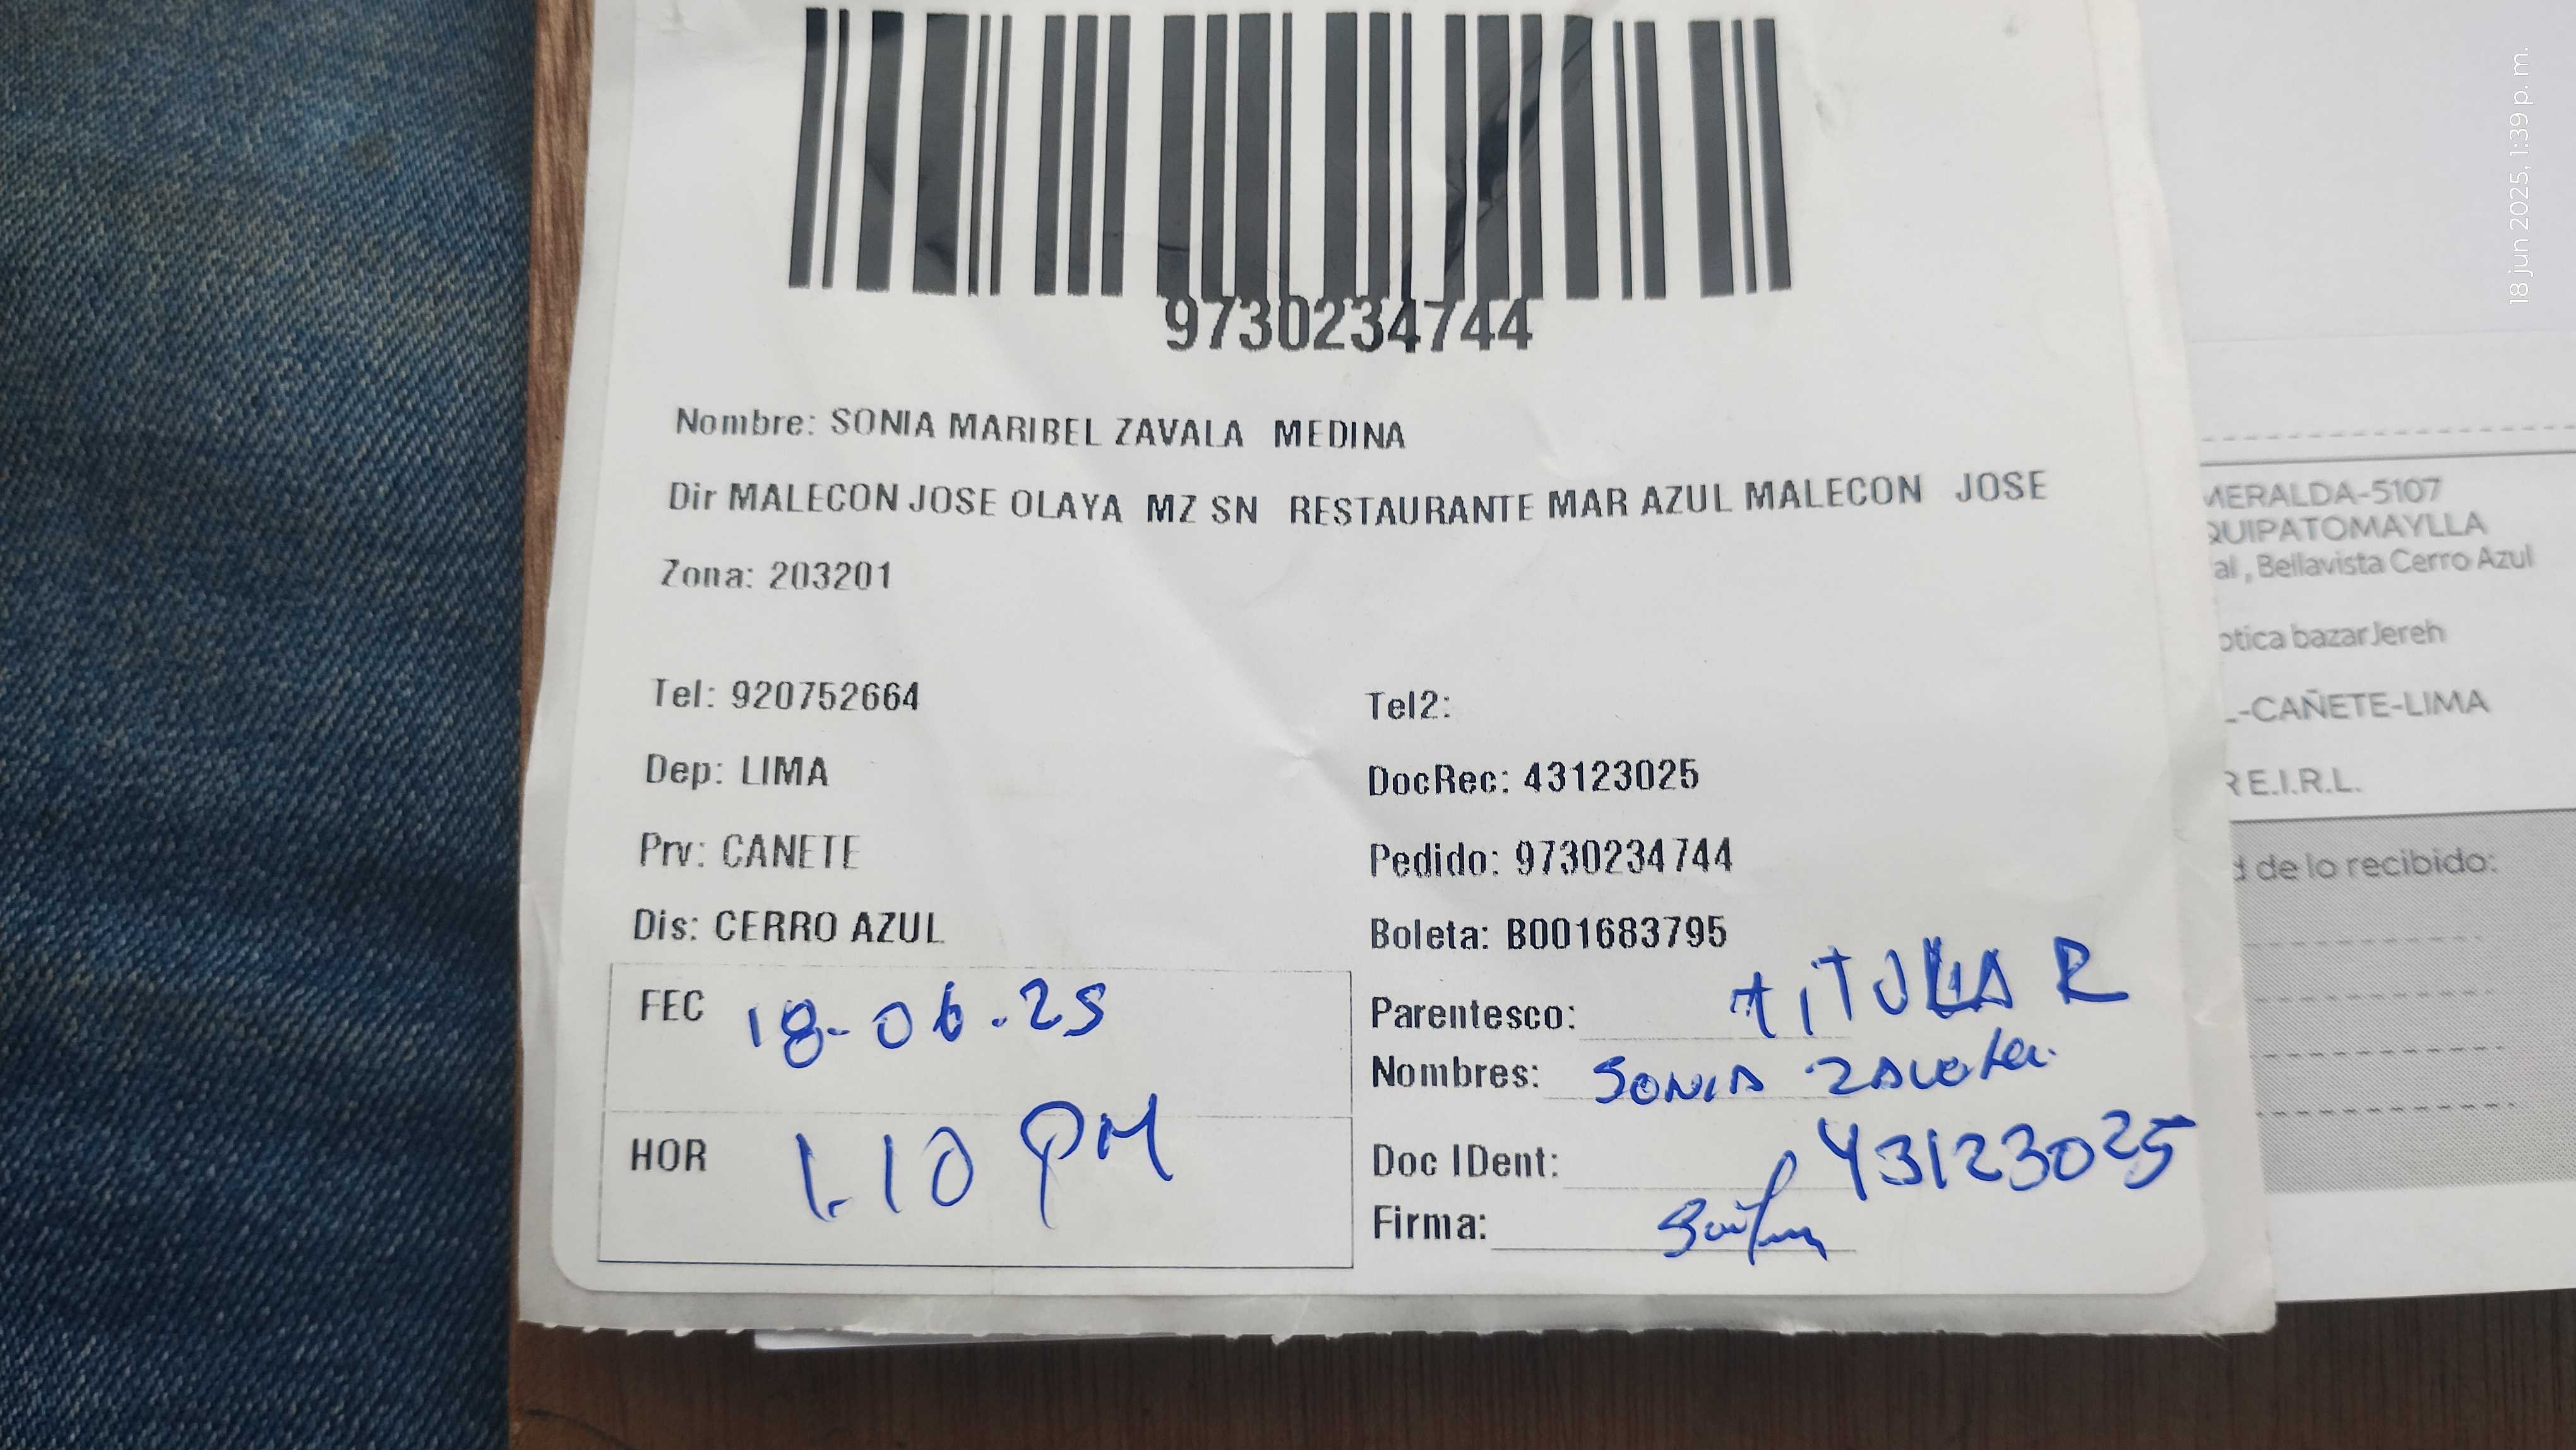 9730234744
Nombre: SONIA MARIBEL ZAVALA MEDINA
Dir MALECON JOSE OLAYA MZ SN RESTAURANTE MAR AZUL MALECON JOSE
Zona: 203201
Tel: 920752664
Tel2:
Dep: LIMA
DocRec: 43123025
Prv: CANETE
Pedido: 9730234744
Dis: CERRO AZUL
Boleta: B001683795
FEC 18-06.25
HOR 1.10 PM
Parentesco: TITULAR
Nombres: SONIA Zavala
Doc IDent: 43123025
Firma:
MERALDA-5107
QUIPATOMAYLLA
al, Bellavista Cerro Azul
otica bazar Jereh
-CAÑETE-LIMA
R E.I.R.L.
d de lo recibido:
18 jun 2025, 1:39 p. m.